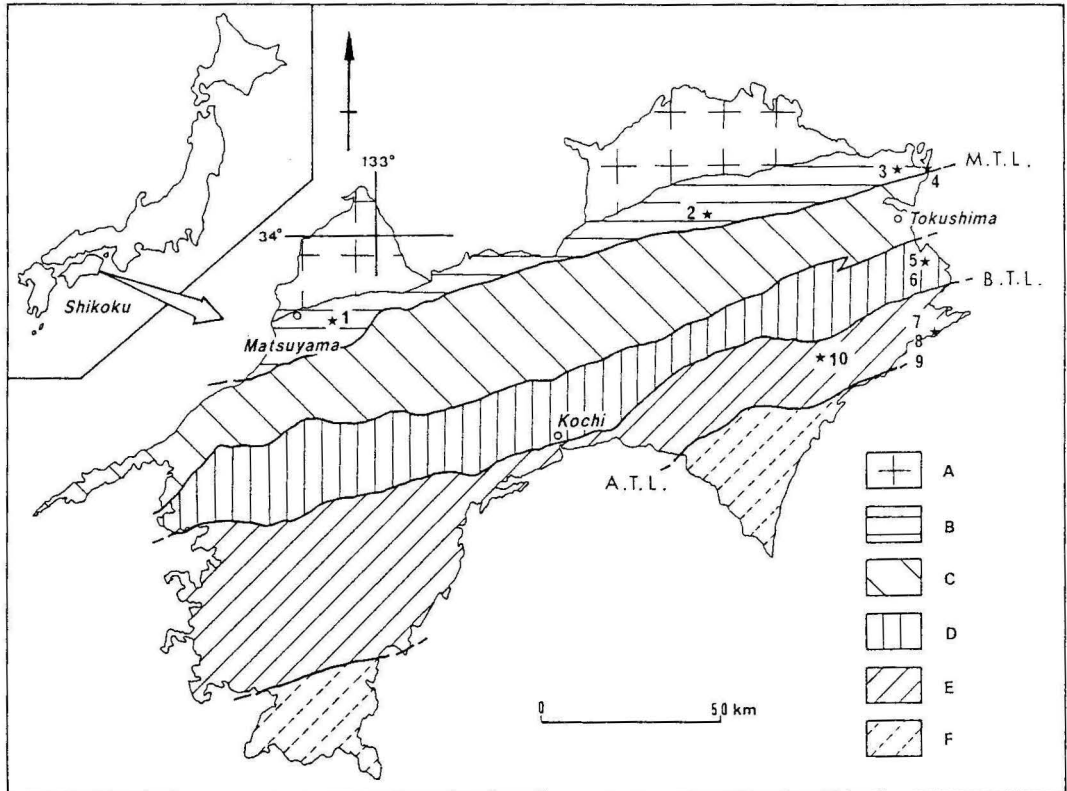 Shikoku
133°
34°
Matsuyama
1
2
3
4
M.T.L.
Tokushima
5
6
B.T.L.
7
8
9
10
Kochi
A.T.L.
A
B
C
D
E
F
0 50 km